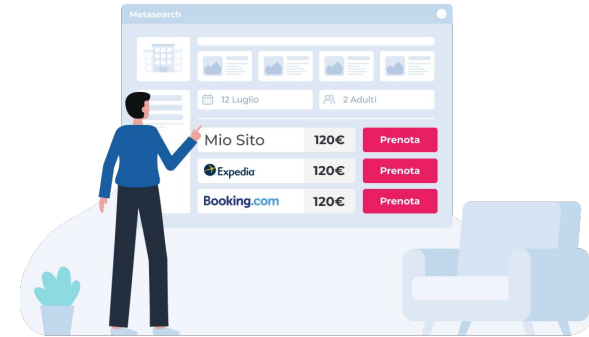 Metasearch
12 Luglio
2 Adulti
Mio Sito 120€ Prenota
Expedia 120€ Prenota
Booking.com 120€ Prenota